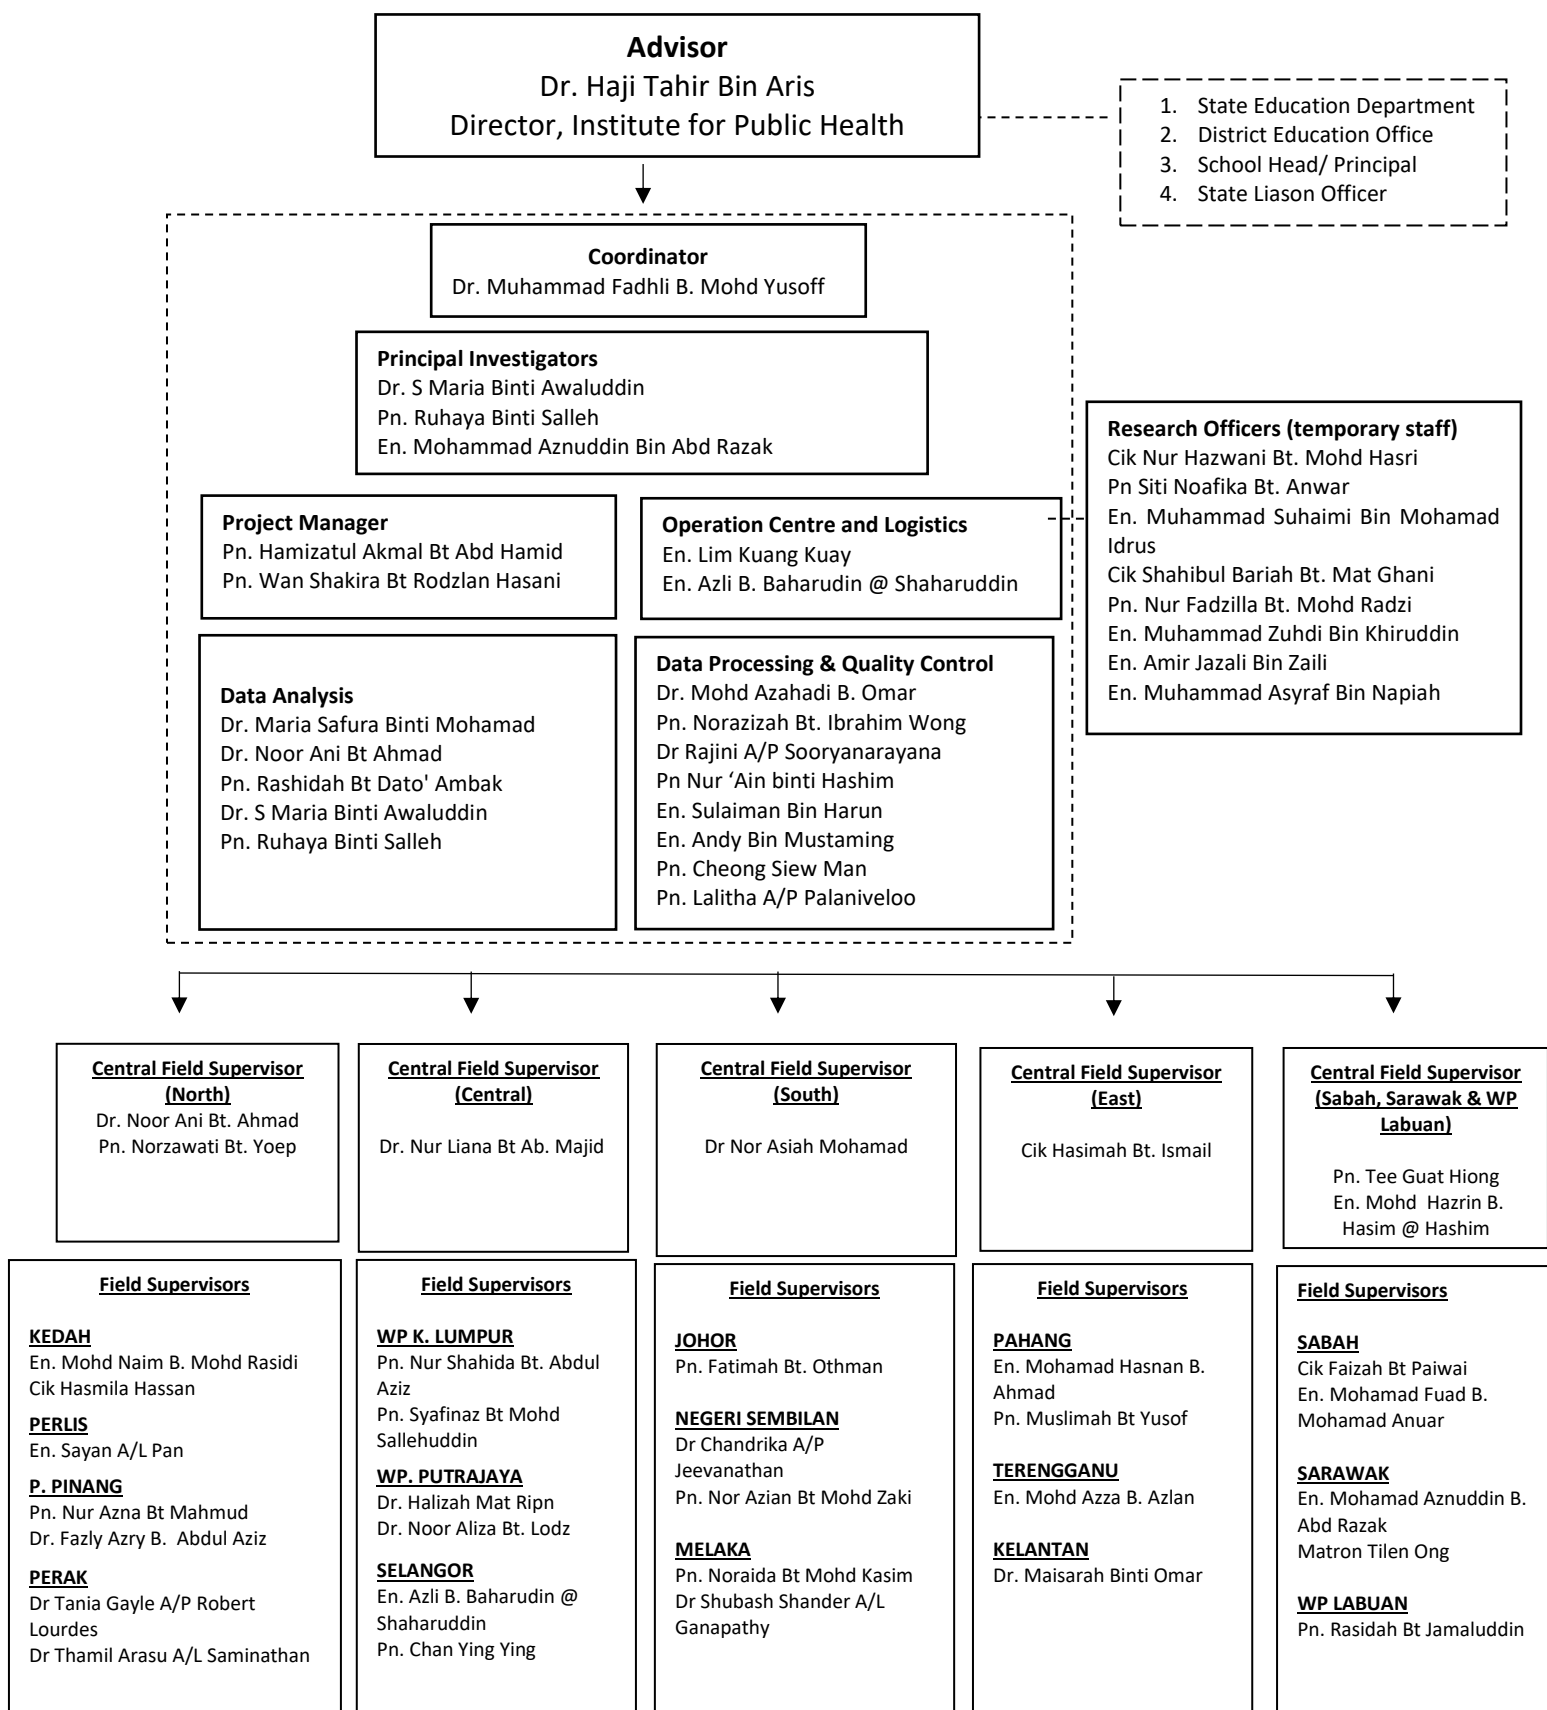 Advisor
Dr. Haji Tahir Bin Aris
Director, Institute for Public Health
1. State Education Department
2. District Education Office
3. School Head/ Principal
4. State Liason Officer
Coordinator
Dr. Muhammad Fadhli B. Mohd Yusoff
Principal Investigators
Dr. S Maria Binti Awaluddin
Pn. Ruhaya Binti Salleh
En. Mohammad Aznuddin Bin Abd Razak
Research Officers (temporary staff)
Cik Nur Hazwani Bt. Mohd Hasri
Pn Siti Noafika Bt. Anwar
En. Muhammad Suhaimi Bin Mohamad
Idrus
Cik Shahibul Bariah Bt. Mat Ghani
Pn. Nur Fadzilla Bt. Mohd Radzi
En. Muhammad Zuhdi Bin Khiruddin
En. Amir Jazali Bin Zaili
En. Muhammad Asyraf Bin Napiah
Project Manager
Pn. Hamizatul Akmal Bt Abd Hamid
Pn. Wan Shakira Bt Rodzlan Hasani
Operation Centre and Logistics
En. Lim Kuang Kuay
En. Azli B. Baharudin @ Shaharuddin
Data Analysis
Dr. Maria Safura Binti Mohamad
Dr. Noor Ani Bt Ahmad
Pn. Rashidah Bt Dato' Ambak
Dr. S Maria Binti Awaluddin
Pn. Ruhaya Binti Salleh
Data Processing & Quality Control
Dr. Mohd Azahadi B. Omar
Pn. Norazizah Bt. Ibrahim Wong
Dr Rajini A/P Sooryanarayana
Pn Nur ‘Ain binti Hashim
En. Sulaiman Bin Harun
En. Andy Bin Mustaming
Pn. Cheong Siew Man
Pn. Lalitha A/P Palaniveloo
Central Field Supervisor
(North)
Dr. Noor Ani Bt. Ahmad
Pn. Norzawati Bt. Yoep
Central Field Supervisor
(Central)
Dr. Nur Liana Bt Ab. Majid
Central Field Supervisor
(South)
Dr Nor Asiah Mohamad
Central Field Supervisor
(East)
Cik Hasimah Bt. Ismail
Central Field Supervisor
(Sabah, Sarawak & WP
Labuan)
Pn. Tee Guat Hiong
En. Mohd Hazrin B.
Hasim @ Hashim
Field Supervisors
KEDAH
En. Mohd Naim B. Mohd Rasidi
Cik Hasmila Hassan
PERLIS
En. Sayan A/L Pan
P. PINANG
Pn. Nur Azna Bt Mahmud
Dr. Fazly Azry B. Abdul Aziz
PERAK
Dr Tania Gayle A/P Robert
Lourdes
Dr Thamil Arasu A/L Saminathan
Field Supervisors
WP K. LUMPUR
Pn. Nur Shahida Bt. Abdul
Aziz
Pn. Syafinaz Bt Mohd
Sallehuddin
WP. PUTRAJAYA
Dr. Halizah Mat Ripn
Dr. Noor Aliza Bt. Lodz
SELANGOR
En. Azli B. Baharudin @
Shaharuddin
Pn. Chan Ying Ying
Field Supervisors
JOHOR
Pn. Fatimah Bt. Othman
NEGERI SEMBILAN
Dr Chandrika A/P
Jeevanathan
Pn. Nor Azian Bt Mohd Zaki
MELAKA
Pn. Noraida Bt Mohd Kasim
Dr Shubash Shander A/L
Ganapathy
Field Supervisors
PAHANG
En. Mohamad Hasnan B.
Ahmad
Pn. Muslimah Bt Yusof
TERENGGANU
En. Mohd Azza B. Azlan
KELANTAN
Dr. Maisarah Binti Omar
Field Supervisors
SABAH
Cik Faizah Bt Paiwai
En. Mohamad Fuad B.
Mohamad Anuar
SARAWAK
En. Mohamad Aznuddin B.
Abd Razak
Matron Tilen Ong
WP LABUAN
Pn. Rasidah Bt Jamaluddin